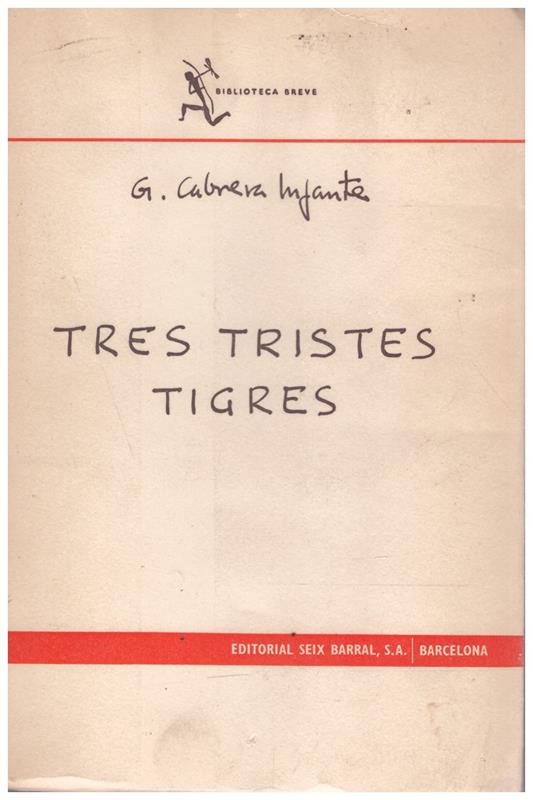 BIBLIOTECA BREVE
G. Cabrera Infante
TRES TRISTES
TIGRES
EDITORIAL SEIX BARRAL, S.A. | BARCELONA